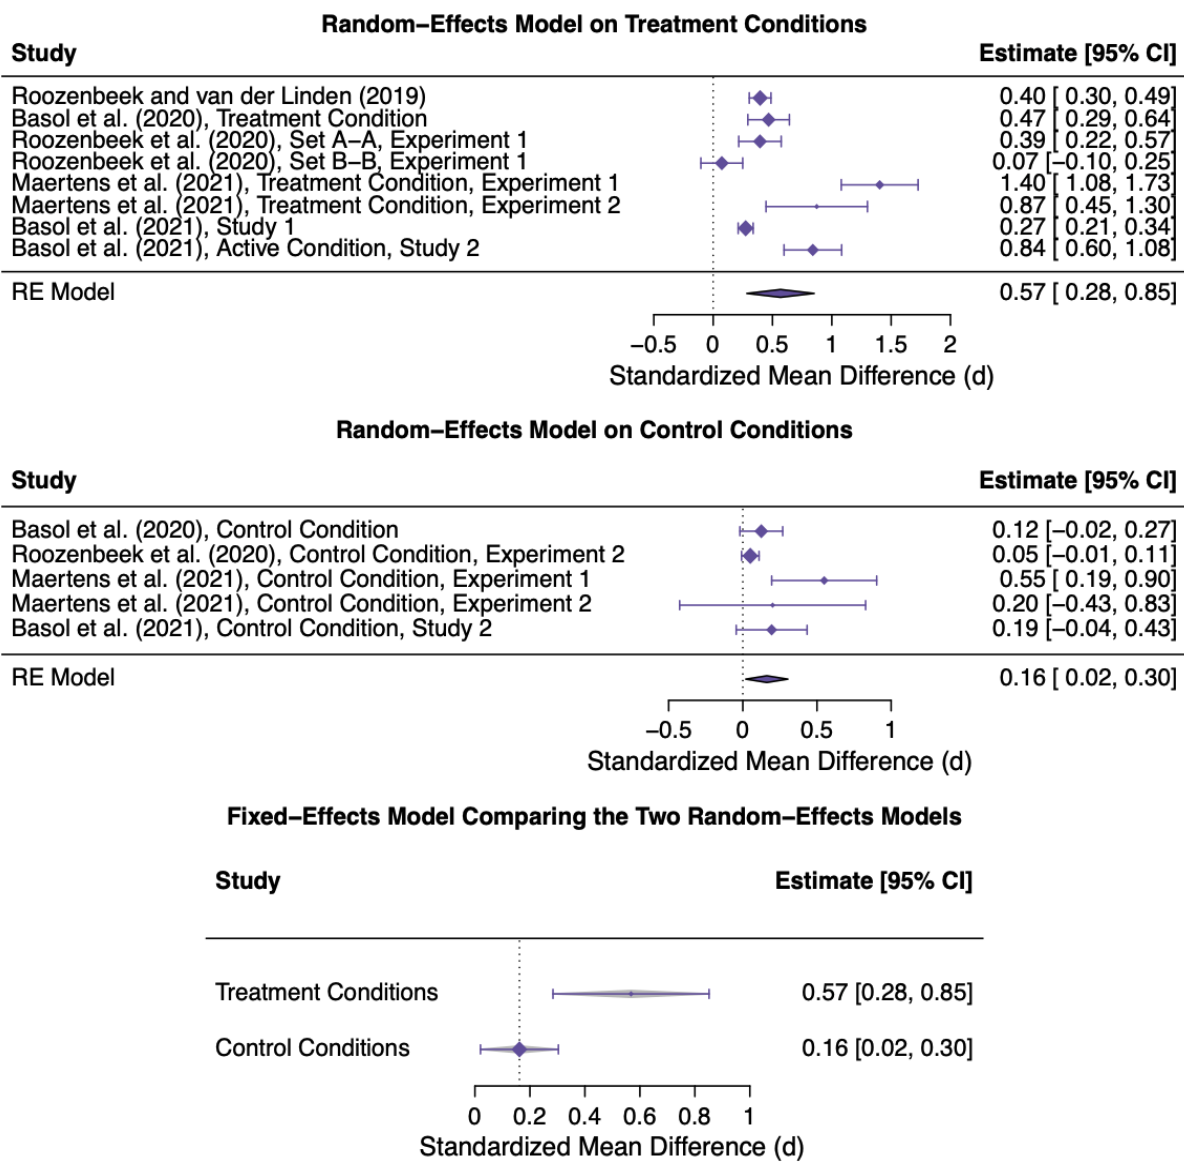 Random–Effects Model on Treatment Conditions
Study Estimate [95% CI]
Roozenbeek and van der Linden (2019) 0.40 [ 0.30, 0.49]
Basol et al. (2020), Treatment Condition 0.47 [ 0.29, 0.64]
Roozenbeek et al. (2020), Set A–A, Experiment 1 0.39 [ 0.22, 0.57]
Roozenbeek et al. (2020), Set B–B, Experiment 1 0.07 [–0.10, 0.25]
Maertens et al. (2021), Treatment Condition, Experiment 1 1.40 [ 1.08, 1.73]
Maertens et al. (2021), Treatment Condition, Experiment 2 0.87 [ 0.45, 1.30]
Basol et al. (2021), Study 1 0.27 [ 0.21, 0.34]
Basol et al. (2021), Active Condition, Study 2 0.84 [ 0.60, 1.08]
RE Model 0.57 [ 0.28, 0.85]
–0.5 0 0.5 1 1.5 2
Standardized Mean Difference (d)
Random–Effects Model on Control Conditions
Study Estimate [95% CI]
Basol et al. (2020), Control Condition 0.12 [–0.02, 0.27]
Roozenbeek et al. (2020), Control Condition, Experiment 2 0.05 [–0.01, 0.11]
Maertens et al. (2021), Control Condition, Experiment 1 0.55 [ 0.19, 0.90]
Maertens et al. (2021), Control Condition, Experiment 2 0.20 [–0.43, 0.83]
Basol et al. (2021), Control Condition, Study 2 0.19 [–0.04, 0.43]
RE Model 0.16 [ 0.02, 0.30]
–0.5 0 0.5 1
Standardized Mean Difference (d)
Fixed–Effects Model Comparing the Two Random–Effects Models
Study Estimate [95% CI]
Treatment Conditions 0.57 [0.28, 0.85]
Control Conditions 0.16 [0.02, 0.30]
0 0.2 0.4 0.6 0.8 1
Standardized Mean Difference (d)